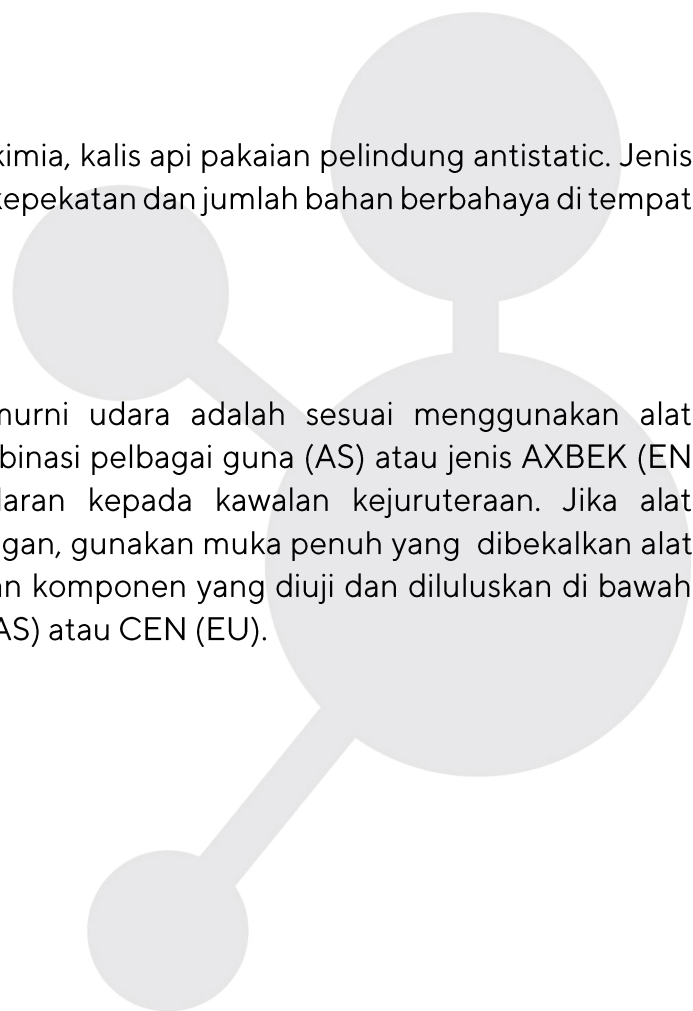 kimia, kalis api pakaian pelindung antistatic. Jenis
kepekatan dan jumlah bahan berbahaya di tempat
murni udara adalah sesuai menggunakan alat
binasi pelbagai guna (AS) atau jenis AXBEK (EN
laran kepada kawalan kejuruteraan. Jika alat
gan, gunakan muka penuh yang dibekalkan alat
an komponen yang diuji dan diluluskan di bawah
AS) atau CEN (EU).